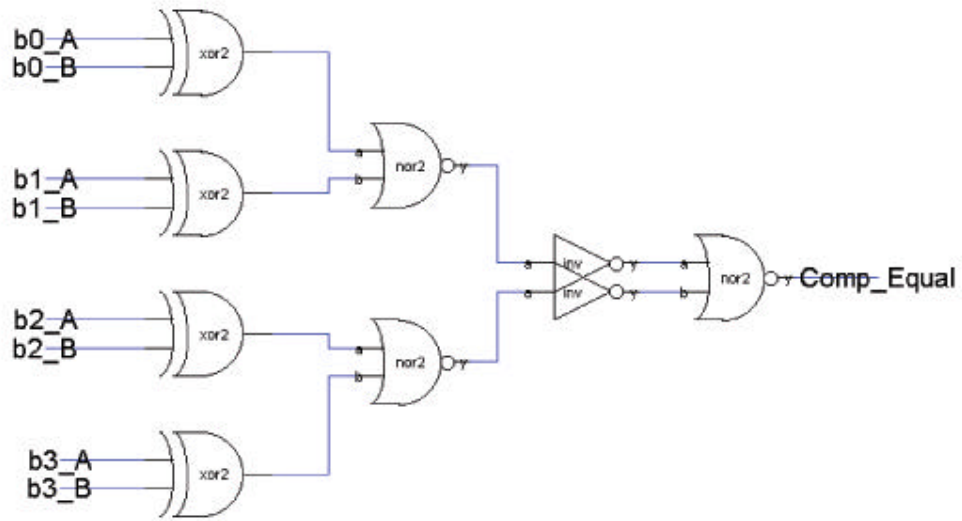 b0_A
b0_B
xor2
b1_A
b1_B
xor2
a
b
nor2
y
b2_A
b2_B
xor2
b3_A
b3_B
xor2
a
b
nor2
y
a
inv
y
a
inv
y
a
b
nor2
y
Comp_Equal